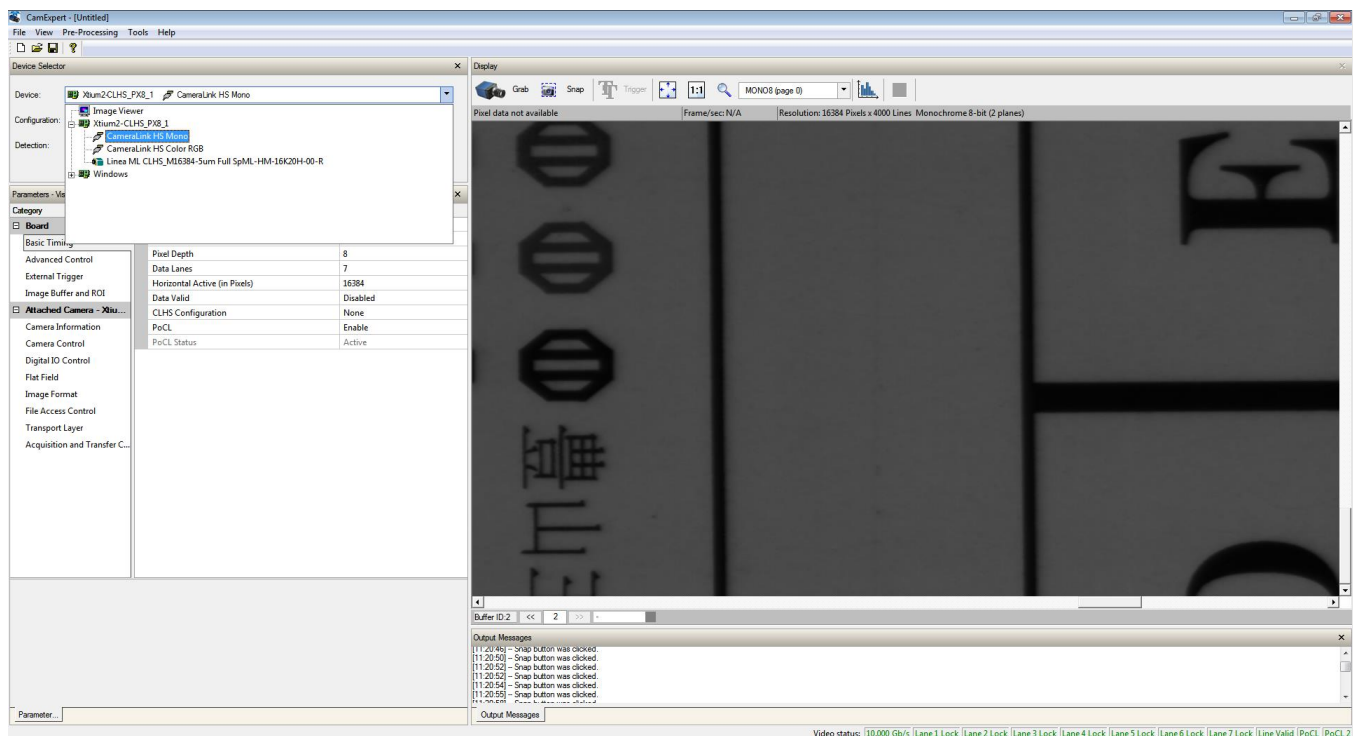 CamExpert - [Untitled]
File View Pre-Processing Tools Help
Device Selector
Device: Xtium2-CLHS_PX8_1 CameraLink HS Mono
Configuration:
Detection:
Image Viewer
Xtium2-CLHS_PX8_1
CameraLink HS Mono
CameraLink HS Color RGB
Linea ML CLHS_M16384-5um Full SpML-HM-16K20H-00-R
Windows
Parameters - Vis
Category
Board
Basic Timing
Advanced Control
External Trigger
Image Buffer and ROI
Attached Camera - Xtiu...
Camera Information
Camera Control
Digital IO Control
Flat Field
Image Format
File Access Control
Transport Layer
Acquisition and Transfer C...
Pixel Depth 8
Data Lanes 7
Horizontal Active (in Pixels) 16384
Data Valid Disabled
CLHS Configuration None
PoCL Enable
PoCL Status Active
Parameter...
Display
Grab Snap Trigger 1:1 MONO8 (page 0)
Pixel data not available Frame/sec: N/A Resolution: 16384 Pixels x 4000 Lines Monochrome 8-bit (2 planes)
E
Buffer ID:2 << 2 >> -
Output Messages
[11:20:46] -- Snap button was clicked.
[11:20:50] -- Snap button was clicked.
[11:20:52] -- Snap button was clicked.
[11:20:52] -- Snap button was clicked.
[11:20:54] -- Snap button was clicked.
[11:20:55] -- Snap button was clicked.
Output Messages
Video status: 10.000 Gb/s Lane 1 Lock Lane 2 Lock Lane 3 Lock Lane 4 Lock Lane 5 Lock Lane 6 Lock Lane 7 Lock Line Valid PoCL PoCL 2